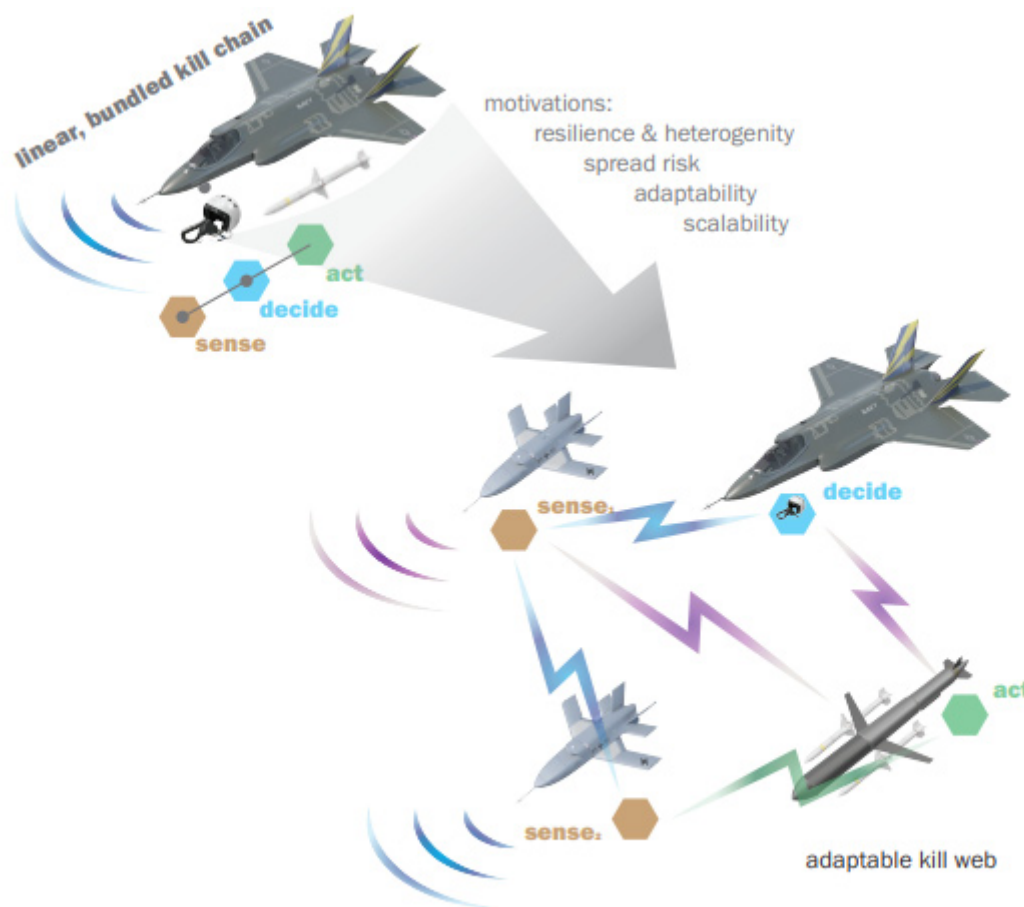 linear, bundled kill chain
motivations:
resilience & heterogenity
spread risk
adaptability
scalability
act
decide
sense
decide
sense₁
act
sense₂
adaptable kill web